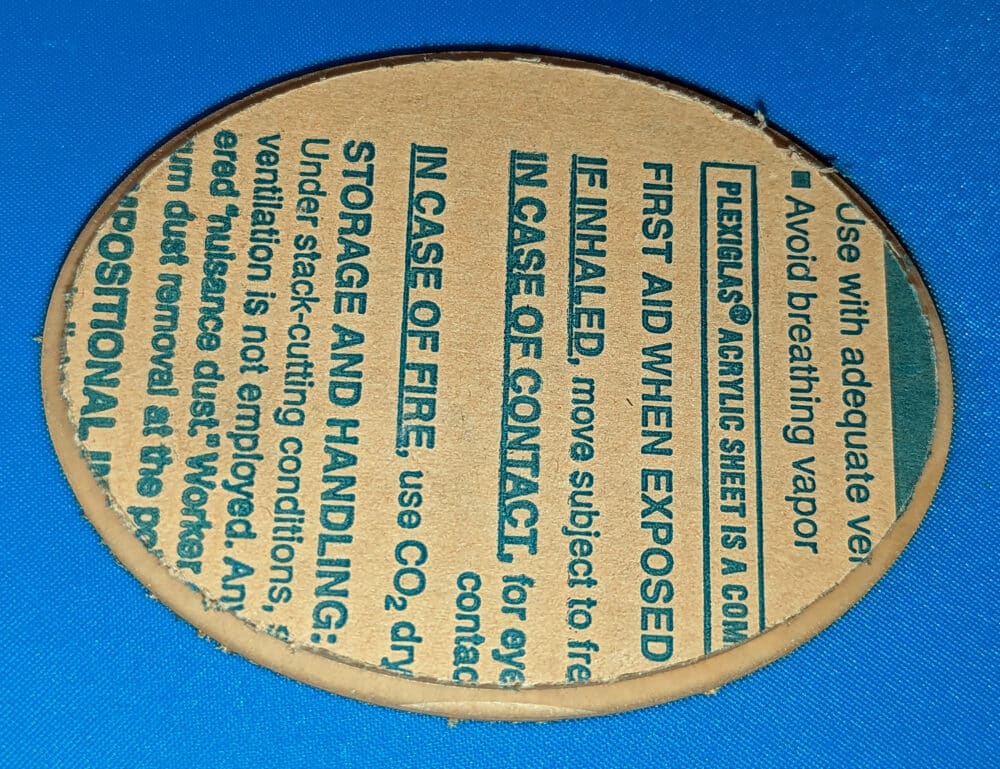 Use with adequate
■ Avoid breathing vapor
PLEXIGLAS® ACRYLIC SHEET IS A COM
FIRST AID WHEN EXPOSED
IF INHALED, move subject to fre
IN CASE OF CONTACT, for eye
contac
IN CASE OF FIRE, use CO₂ dry
STORAGE AND HANDLING:
Under stack-cutting conditions,
ventilation is not employed. Any
ered "nuisance dust." Worker
um dust removal at the po
POSITIONAL